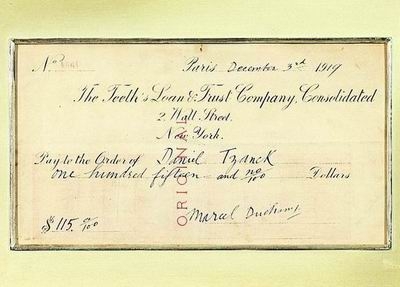 No
Paris December 3rd 1919
The Teeth's Loan & Trust Company, Consolidated
2 Wall Street.
New York.
Pay to the Order of Daniel Tzanck
one hundred fifteen and no/100 Dollars
ORIGINAL
$ 115. 0/00
Marcel Duchamp